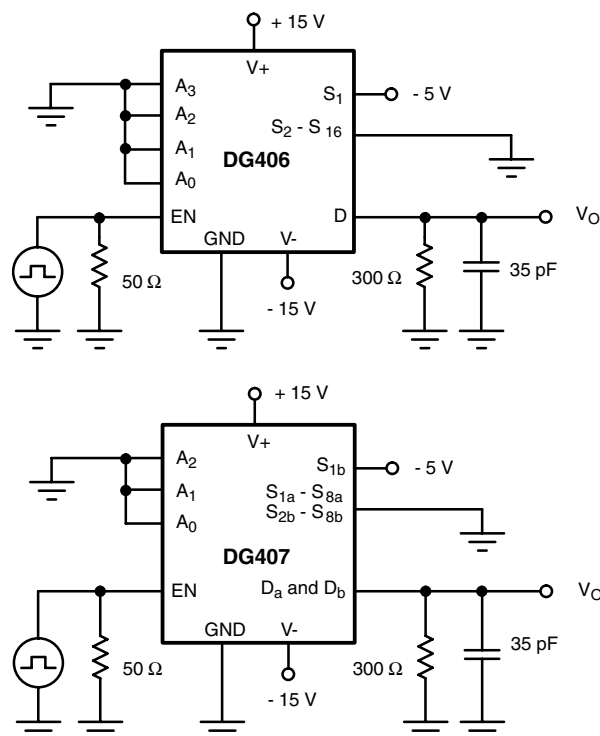 + 15 V
V+
A3
A2
A1
A0
EN
S1
- 5 V
S2 - S16
DG406
D
VO
GND
V-
50 Ω
- 15 V
300 Ω
35 pF
+ 15 V
V+
A2
A1
A0
EN
S1b
- 5 V
S1a - S8a
S2b - S8b
DG407
Da and Db
VO
GND
V-
50 Ω
- 15 V
300 Ω
35 pF